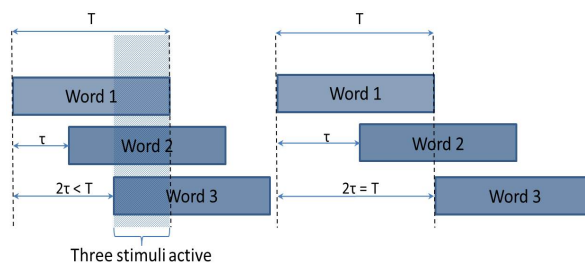 T
T
Word 1
Word 1
τ
Word 2
τ
Word 2
2τ < T
Word 3
2τ = T
Word 3
Three stimuli active